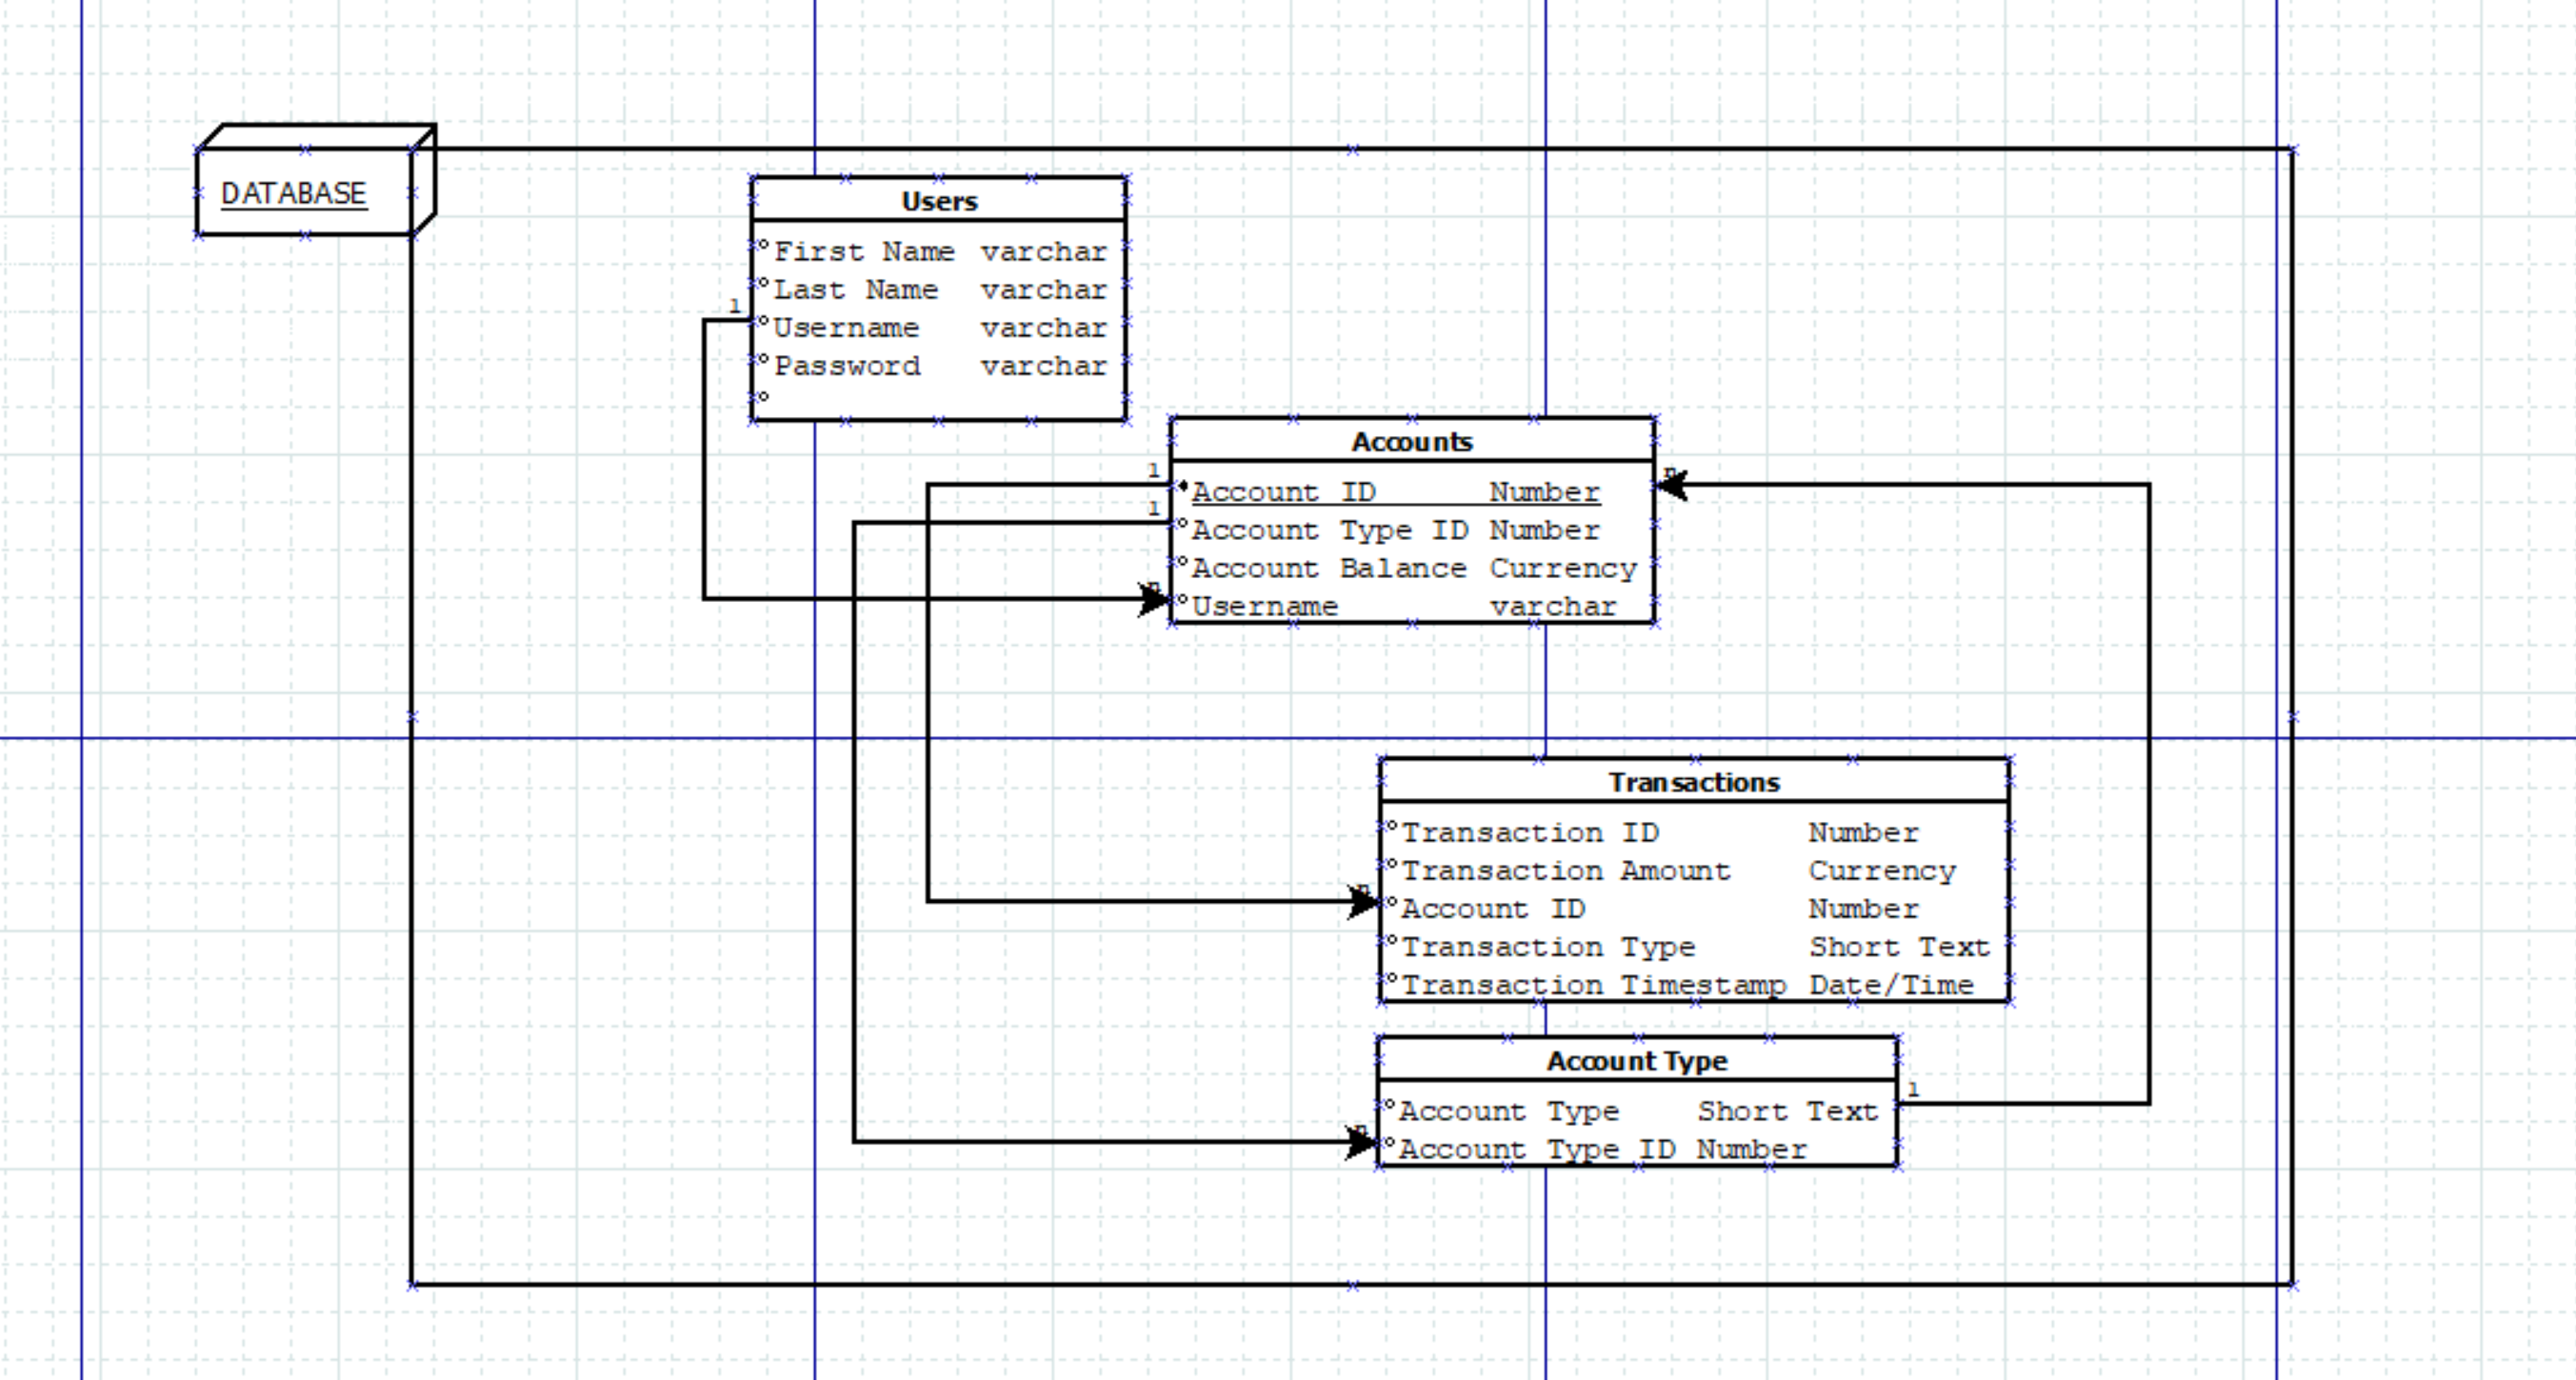 DATABASE
Users
First Name varchar
Last Name varchar
1
Username varchar
Password varchar
Accounts
1
n
Account ID Number
1
Account Type ID Number
Account Balance Currency
n
Username varchar
Transactions
Transaction ID Number
Transaction Amount Currency
n
Account ID Number
Transaction Type Short Text
Transaction Timestamp Date/Time
Account Type
1
Account Type Short Text
n
Account Type ID Number